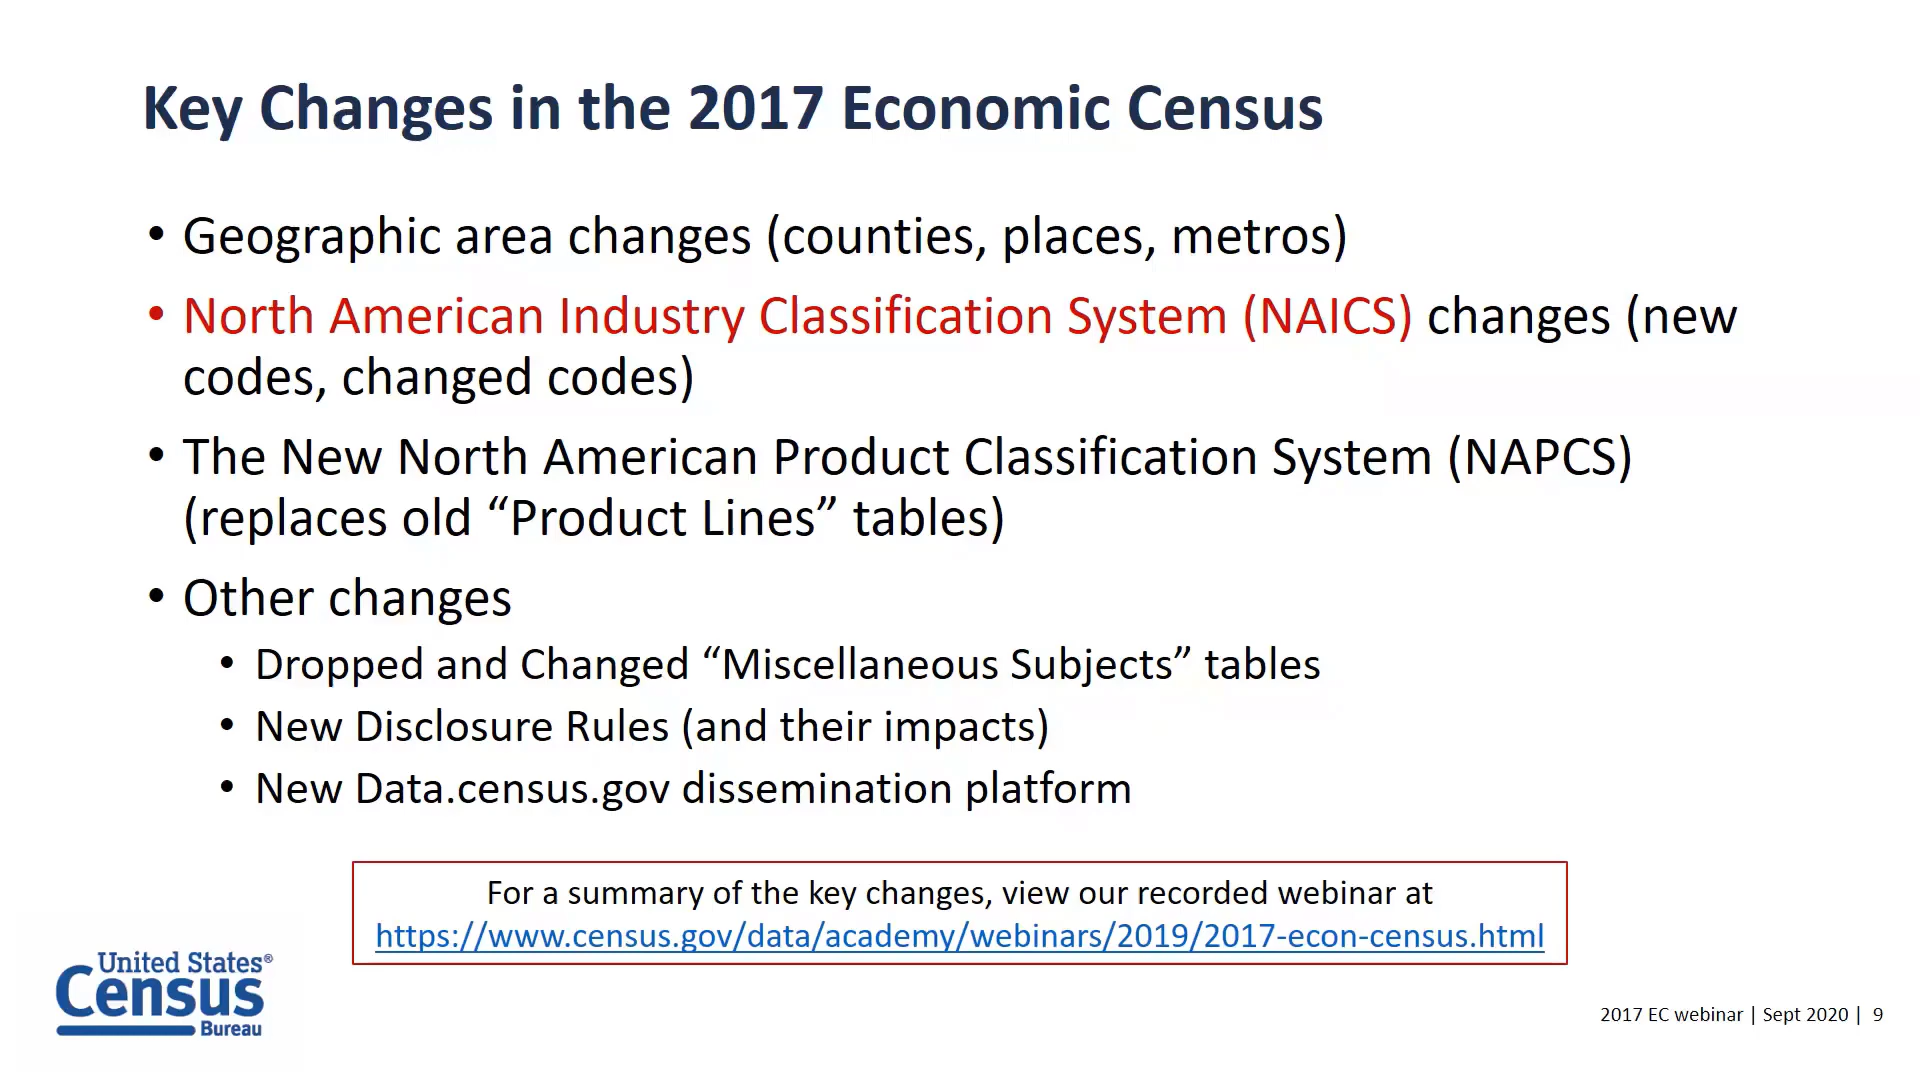 Key Changes in the 2017 Economic Census
• Geographic area changes (counties, places, metros)
• North American Industry Classification System (NAICS) changes (new
codes, changed codes)
• The New North American Product Classification System (NAPCS)
(replaces old “Product Lines” tables)
• Other changes
• Dropped and Changed “Miscellaneous Subjects” tables
• New Disclosure Rules (and their impacts)
• New Data.census.gov dissemination platform
For a summary of the key changes, view our recorded webinar at
https://www.census.gov/data/academy/webinars/2019/2017-econ-census.html
United States®
Census
Bureau
2017 EC webinar | Sept 2020 | 9